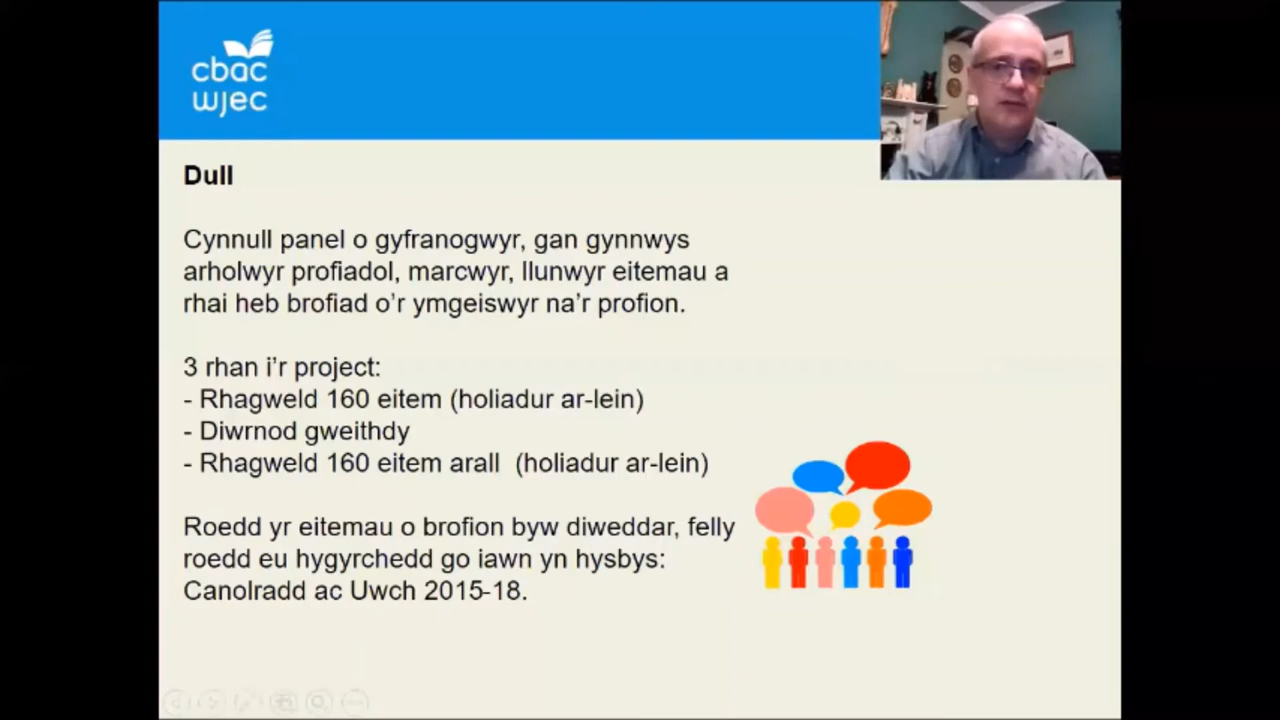 cbac
wjec
Dull
Cynnull panel o gyfranogwyr, gan gynnwys
arholwyr profiadol, marcwyr, llunwyr eitemau a
rhai heb brofiad o'r ymgeiswyr na'r profion.
3 rhan i'r project:
- Rhagweld 160 eitem (holiadur ar-lein)
- Diwrnod gweithdy
- Rhagweld 160 eitem arall (holiadur ar-lein)
Roedd yr eitemau o brofion byw diweddar, felly
roedd eu hygyrchedd go iawn yn hysbys:
Canolradd ac Uwch 2015-18.